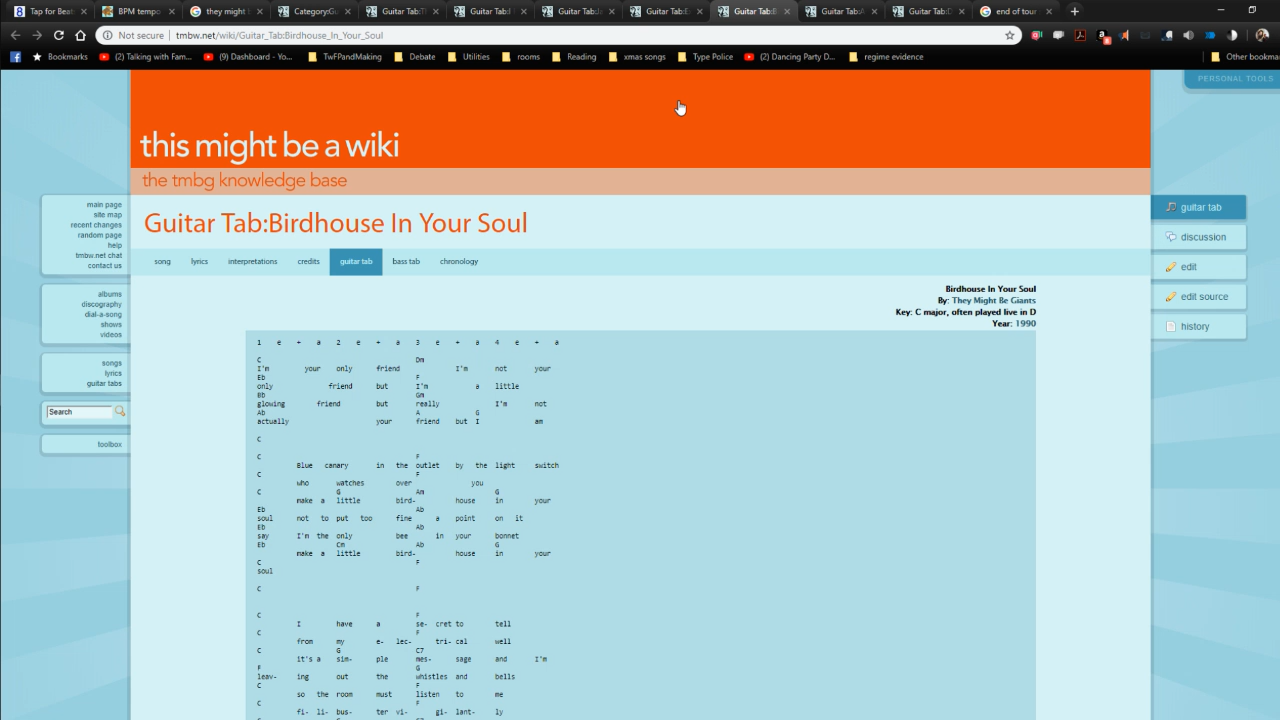 Tap for Beat
BPM tempo
they might
Category:Gu
Guitar Tab:Th
Guitar Tab:
Guitar Tab:
Guitar Tab:
Guitar Tab:B
Guitar Tab:
Guitar Tab:D
end of tour
Not secure | tmbw.net/wiki/Guitar_Tab:Birdhouse_In_Your_Soul
Bookmarks (2) Talking with Fam... (9) Dashboard - Yo... TwFPandMaking Debate Utilities rooms Reading xmas songs Type Police (2) Dancing Party D... regime evidence Other bookma
PERSONAL TOOLS
this might be a wiki
the tmbg knowledge base
main page
site map
recent changes
random page
help
tmbw.net chat
contact us
albums
discography
dial-a-song
shows
videos
songs
lyrics
guitar tabs
Search
toolbox
Guitar Tab:Birdhouse In Your Soul
song lyrics interpretations credits guitar tab bass tab chronology
guitar tab
discussion
edit
edit source
history
Birdhouse In Your Soul
By: They Might Be Giants
Key: C major, often played live in D
Year: 1990
1 e + a 2 e + a 3 e + a 4 e + a
C Dm
I'm your only friend I'm not your
Eb F
only friend but I'm a little
Bb Gm
glowing friend but really I'm not
Ab A G
actually your friend but I am
C
C F
Blue canary in the outlet by the light switch
C F
who watches over you
C G Am G
make a little bird- house in your
Eb Ab
soul not to put too fine a point on it
Eb Ab
say I'm the only bee in your bonnet
Eb Cm Ab G
make a little bird- house in your
C F
soul
C F
C F
I have a se- cret to tell
C F
from my e- lec- tri- cal well
C G C7
it's a sim- ple mes- sage and I'm
F G
leav- ing out the whistles and bells
C F
so the room must listen to me
C F
fi- li- bus- ter vi- gi- lant- ly